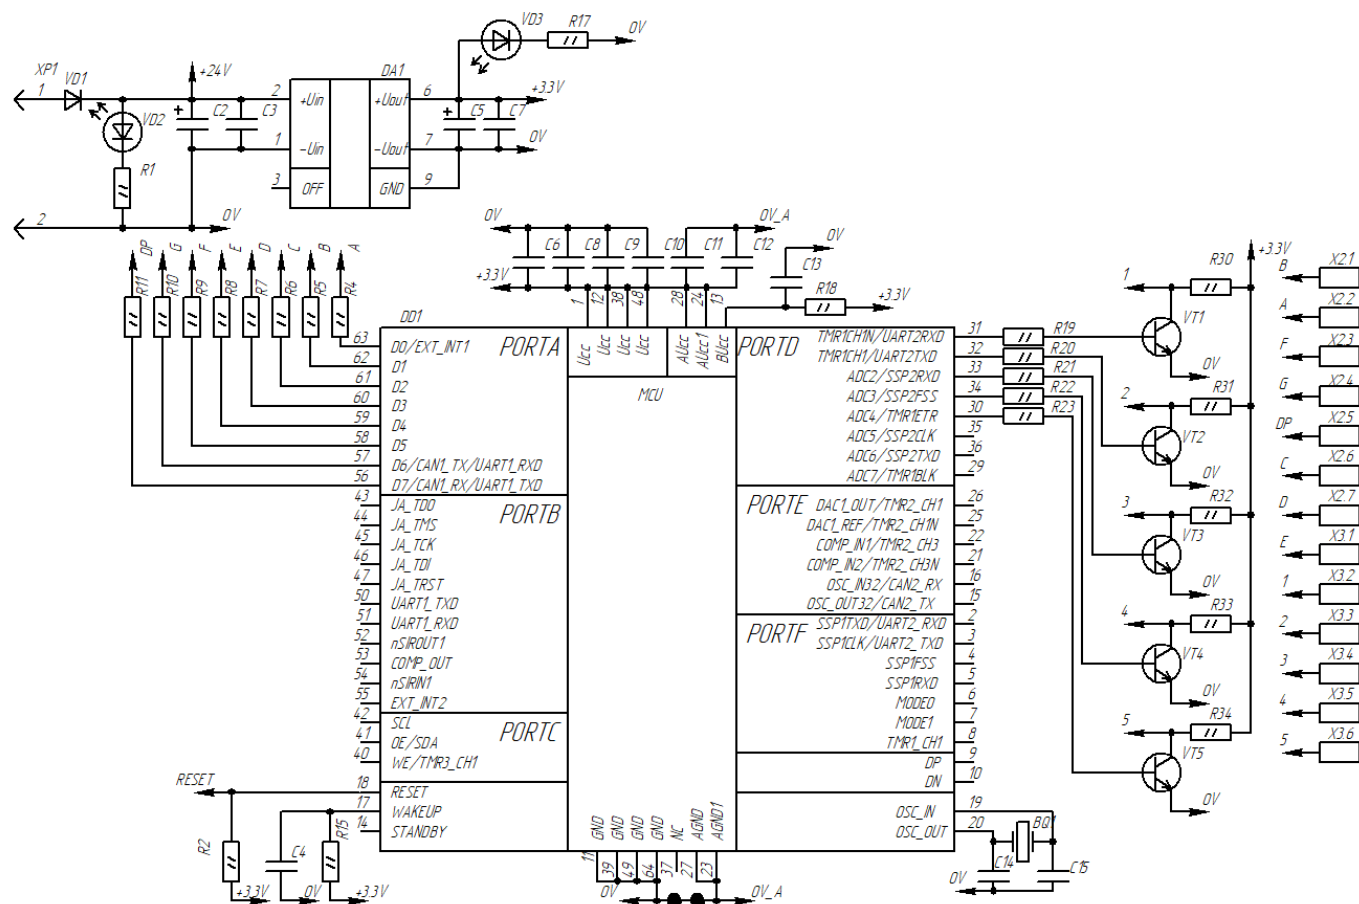 VD3 R17 0V
XP1 VD1 +24V DA1
1 2 +Uin +Uout 6 +3.3V
VD2 + C2 C3 + C5 C7
1 -Uin -Uout 7 0V
R1
3 OFF GND 9
2 0V
0V 0V_A
DP G F E D C B A
C6 C8 C9 C10 C11 C12 0V
+3.3V C13
R11 R10 R9 R8 R7 R6 R5 R4
1 12 38 48 28 24 13 R18 +3.3V
DD1
Ucc Ucc Ucc Ucc AUcc AUcc1 BUcc
MCU
PORTA
63 D0/EXT_INT1
62 D1
61 D2
60 D3
59 D4
58 D5
57 D6/CAN1_TX/UART1_RXD
56 D7/CAN1_RX/UART1_TXD
PORTB
43 JA_TDO
44 JA_TMS
45 JA_TCK
46 JA_TDI
47 JA_TRST
50 UART1_TXD
51 UART1_RXD
52 nSIROUT1
53 COMP_OUT
54 nSIRIN1
55 EXT_INT2
PORTC
42 SCL
41 OE/SDA
40 WE/TMR3_CH1
RESET 18 RESET
17 WAKEUP
14 STANDBY
R2 C4 R15
+3.3V 0V +3.3V
PORTD
TMR1CH1N/UART2RXD 31 R19
TMR1CH1/UART2TXD 32 R20
ADC2/SSP2RXD 33 R21
ADC3/SSP2FSS 34 R22
ADC4/TMR1ETR 30 R23
ADC5/SSP2CLK 35
ADC6/SSP2TXD 36
ADC7/TMR1BLK 29
PORTE
DAC1_OUT/TMR2_CH1 26
DAC1_REF/TMR2_CH1N 25
COMP_IN1/TMR2_CH3 22
COMP_IN2/TMR2_CH3N 21
OSC_IN32/CAN2_RX 16
OSC_OUT32/CAN2_TX 15
PORTF
SSP1TXD/UART2_RXD 2
SSP1CLK/UART2_TXD 3
SSP1FSS 4
SSP1RXD 5
MODE0 6
MODE1 7
TMR1_CH1 8
DP 9
DN 10
OSC_IN 19
OSC_OUT 20 BQ1
C14 C15
0V
GND GND GND GND NC AGND AGND1
11 39 49 64 37 27 23
0V 0V_A
+3.3V
1 R30
VT1
0V
2 R31
VT2
0V
3 R32
VT3
0V
4 R33
VT4
0V
5 R34
VT5
0V
B X2.1
A X2.2
F X2.3
G X2.4
DP X2.5
C X2.6
D X2.7
E X3.1
1 X3.2
2 X3.3
3 X3.4
4 X3.5
5 X3.6